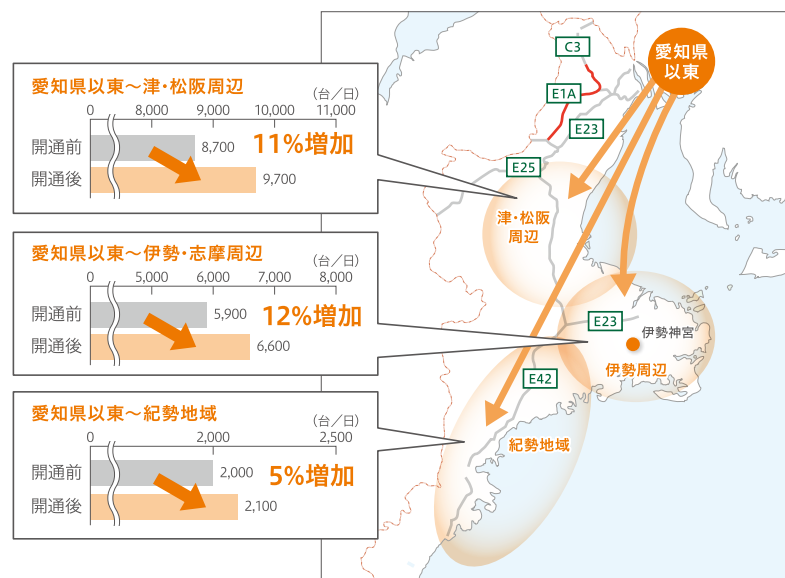 愛知県以東～津・松阪周辺
(台／日)
0 8,000 9,000 10,000 11,000
開通前 8,700
開通後 9,700
11%増加
愛知県以東～伊勢・志摩周辺
(台／日)
0 5,000 6,000 7,000 8,000
開通前 5,900
開通後 6,600
12%増加
愛知県以東～紀勢地域
(台／日)
0 2,000 2,500
開通前 2,000
開通後 2,100
5%増加
愛知県
以東
C3
E1A
E23
E25
津・松阪
周辺
E23
伊勢神宮
伊勢周辺
E42
紀勢地域